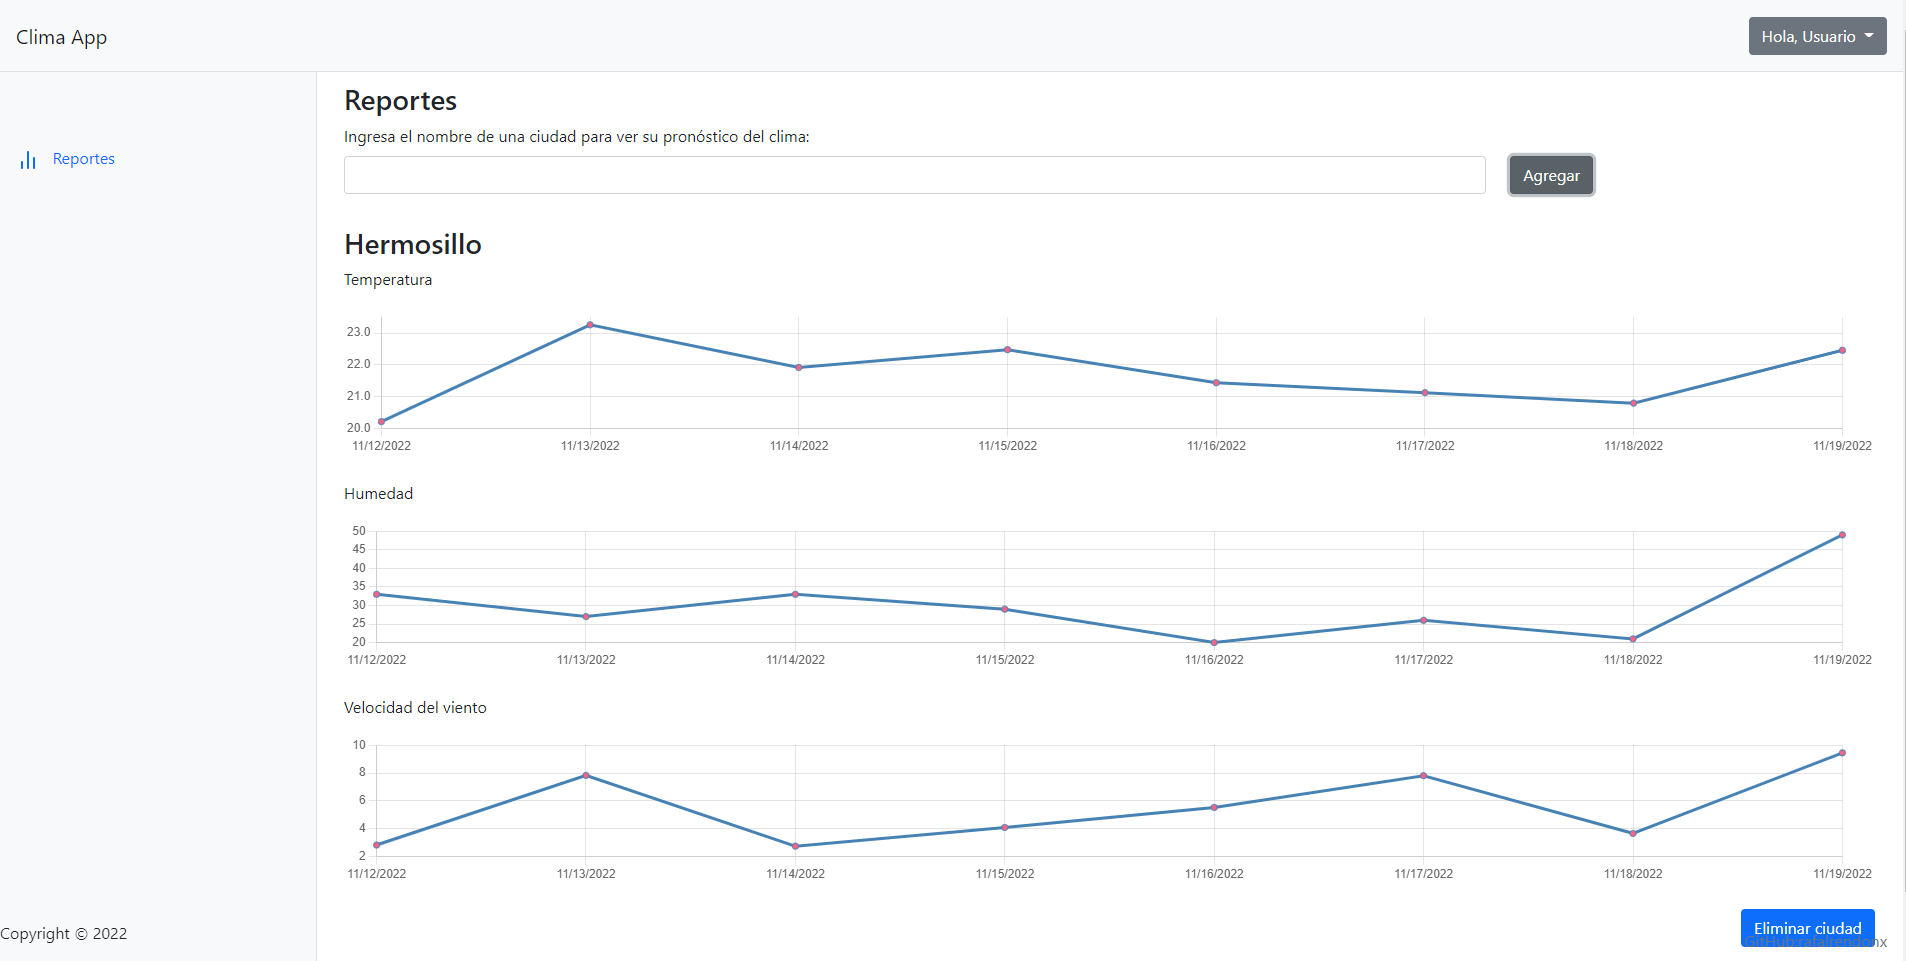 Clima App
Hola, Usuario
Reportes
Reportes
Ingresa el nombre de una ciudad para ver su pronóstico del clima:
Agregar
Hermosillo
Temperatura
23.0
22.0
21.0
20.0
11/12/2022 11/13/2022 11/14/2022 11/15/2022 11/16/2022 11/17/2022 11/18/2022 11/19/2022
Humedad
50
45
40
35
30
25
20
11/12/2022 11/13/2022 11/14/2022 11/15/2022 11/16/2022 11/17/2022 11/18/2022 11/19/2022
Velocidad del viento
10
8
6
4
2
11/12/2022 11/13/2022 11/14/2022 11/15/2022 11/16/2022 11/17/2022 11/18/2022 11/19/2022
Eliminar ciudad
Copyright © 2022